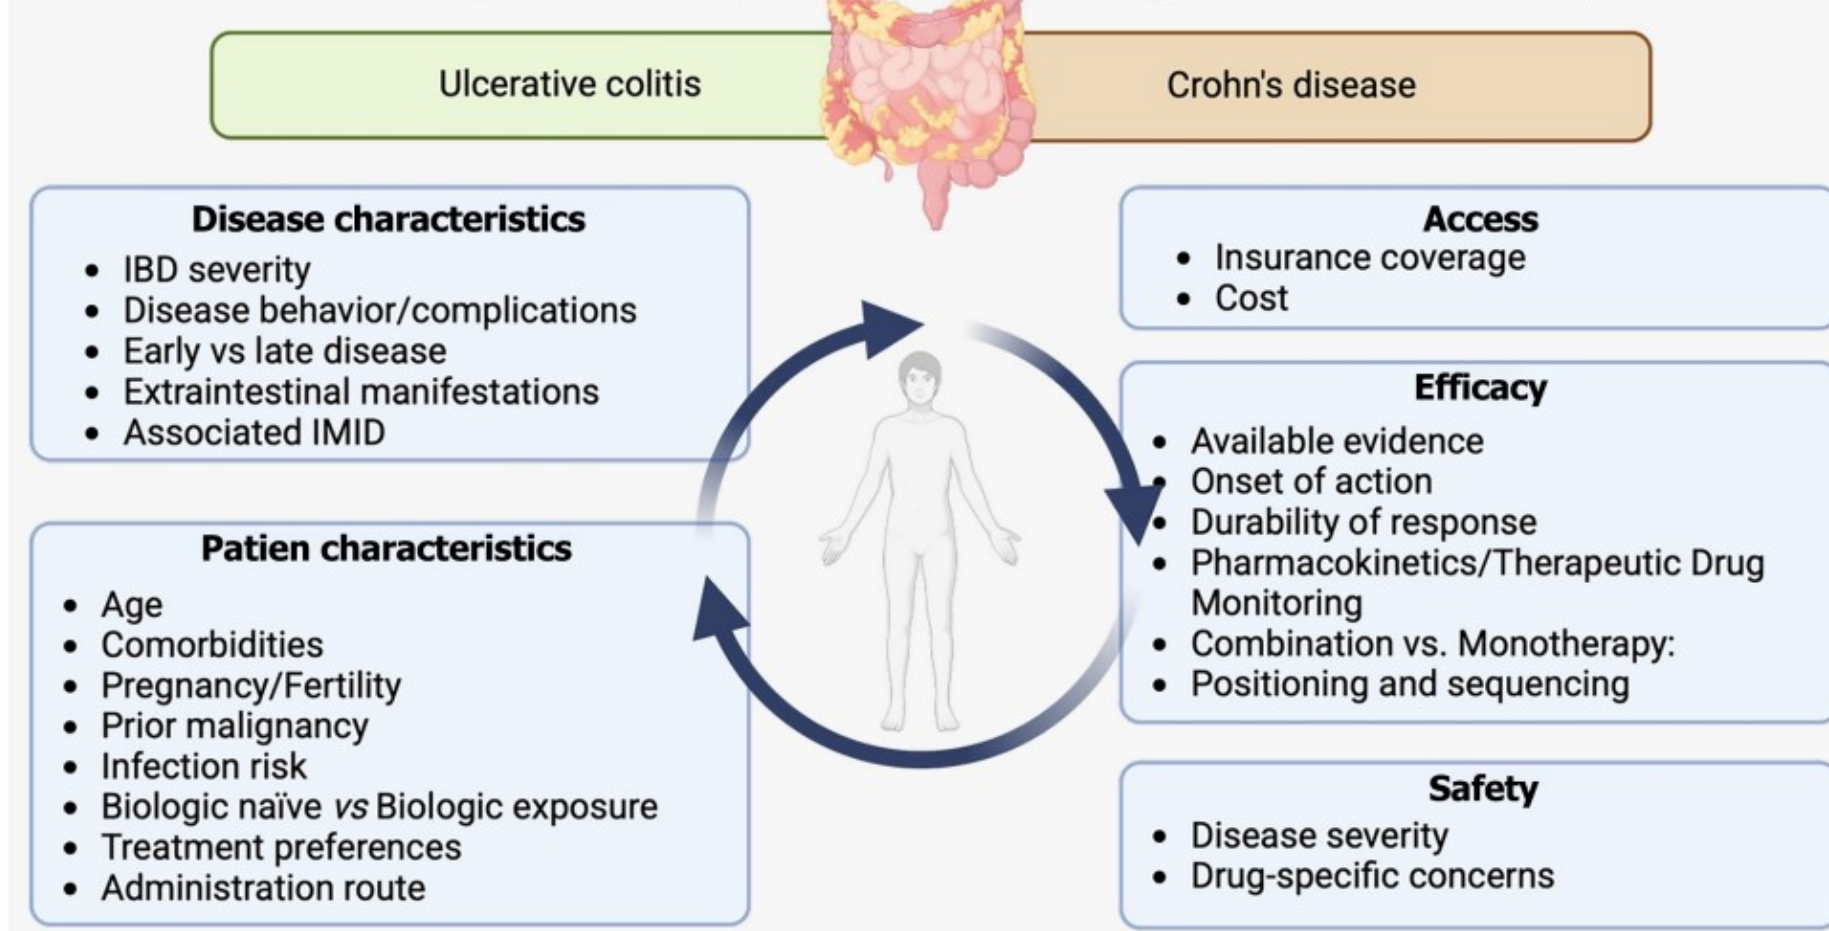 Ulcerative colitis
Crohn's disease
Disease characteristics
• IBD severity
• Disease behavior/complications
• Early vs late disease
• Extraintestinal manifestations
• Associated IMID
Patien characteristics
• Age
• Comorbidities
• Pregnancy/Fertility
• Prior malignancy
• Infection risk
• Biologic naïve vs Biologic exposure
• Treatment preferences
• Administration route
Access
• Insurance coverage
• Cost
Efficacy
• Available evidence
• Onset of action
• Durability of response
• Pharmacokinetics/Therapeutic Drug
Monitoring
• Combination vs. Monotherapy:
• Positioning and sequencing
Safety
• Disease severity
• Drug-specific concerns